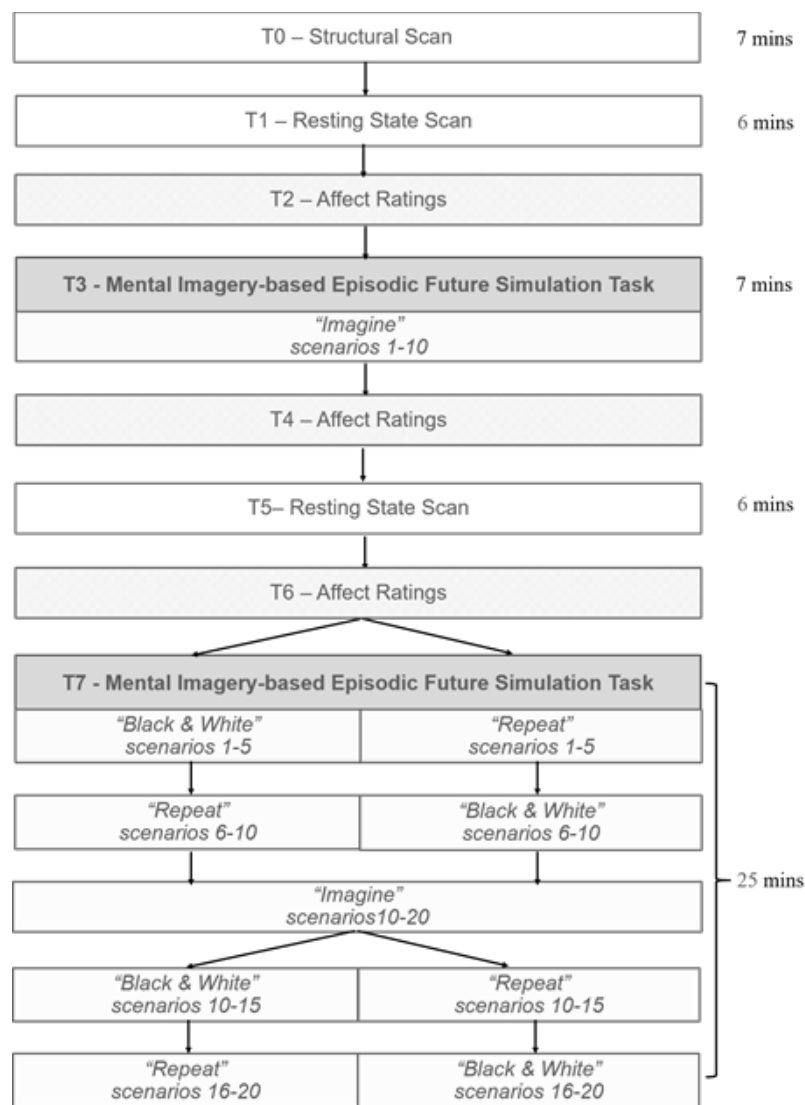 T0 – Structural Scan
7 mins
T1 – Resting State Scan
6 mins
T2 – Affect Ratings
T3 - Mental Imagery-based Episodic Future Simulation Task
7 mins
“Imagine”
scenarios 1-10
T4 – Affect Ratings
T5– Resting State Scan
6 mins
T6 – Affect Ratings
T7 - Mental Imagery-based Episodic Future Simulation Task
“Black & White”
scenarios 1-5
“Repeat”
scenarios 1-5
“Repeat”
scenarios 6-10
“Black & White”
scenarios 6-10
25 mins
“Imagine”
scenarios10-20
“Black & White”
scenarios 10-15
“Repeat”
scenarios 10-15
“Repeat”
scenarios 16-20
“Black & White”
scenarios 16-20